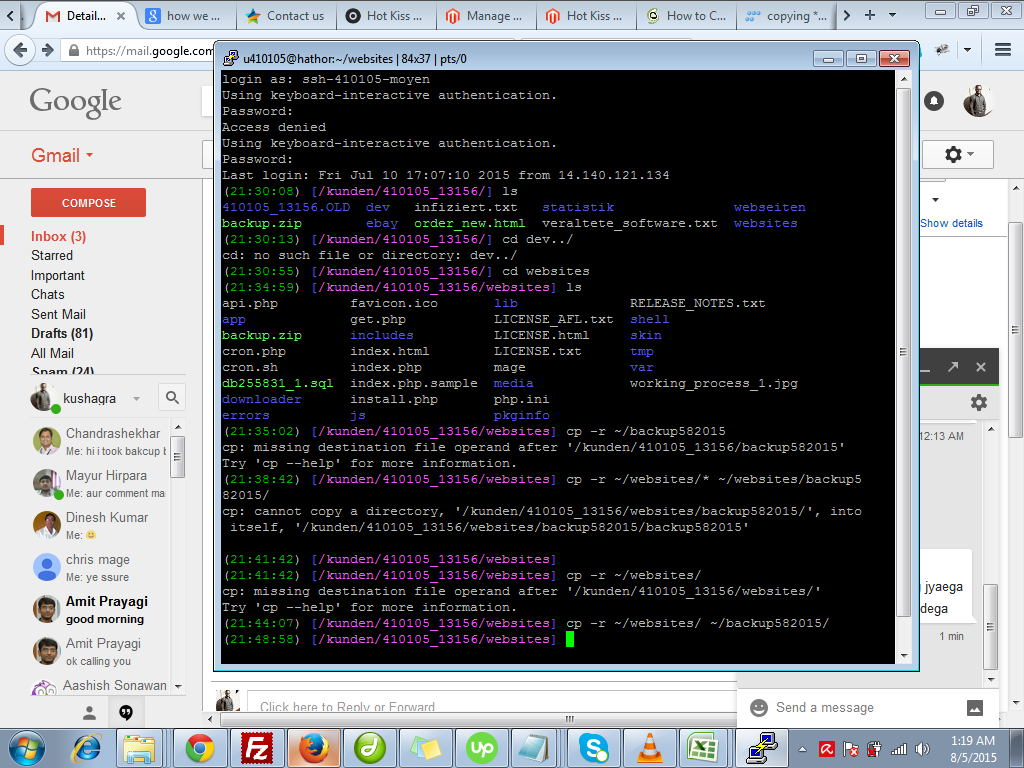 Detail...
how we ...
Contact us
Hot Kiss ...
Manage ...
Hot Kiss ...
How to C...
copying *...
https://mail.google.com
u410105@hathor:~/websites | 84x37 | pts/0
login as: ssh-410105-moyen
Using keyboard-interactive authentication.
Password:
Access denied
Using keyboard-interactive authentication.
Password:
Last login: Fri Jul 10 17:07:10 2015 from 14.140.121.134
(21:30:08) [/kunden/410105_13156/] ls
410105_13156.OLD dev infiziert.txt statistik webseiten
backup.zip ebay order_new.html veraltete_software.txt websites
(21:30:13) [/kunden/410105_13156/] cd dev../
cd: no such file or directory: dev../
(21:30:55) [/kunden/410105_13156/] cd websites
(21:34:59) [/kunden/410105_13156/websites] ls
api.php favicon.ico lib RELEASE_NOTES.txt
app get.php LICENSE_AFL.txt shell
backup.zip includes LICENSE.html skin
cron.php index.html LICENSE.txt tmp
cron.sh index.php mage var
db255831_1.sql index.php.sample media working_process_1.jpg
downloader install.php php.ini
errors js pkginfo
(21:35:02) [/kunden/410105_13156/websites] cp -r ~/backup582015
cp: missing destination file operand after '/kunden/410105_13156/backup582015'
Try 'cp --help' for more information.
(21:38:42) [/kunden/410105_13156/websites] cp -r ~/websites/* ~/websites/backup5
82015/
cp: cannot copy a directory, '/kunden/410105_13156/websites/backup582015/', into
itself, '/kunden/410105_13156/websites/backup582015/backup582015'
(21:41:42) [/kunden/410105_13156/websites]
(21:41:42) [/kunden/410105_13156/websites] cp -r ~/websites/
cp: missing destination file operand after '/kunden/410105_13156/websites/'
Try 'cp --help' for more information.
(21:44:07) [/kunden/410105_13156/websites] cp -r ~/websites/ ~/backup582015/
(21:48:58) [/kunden/410105_13156/websites]
Google
Gmail
COMPOSE
Inbox (3)
Starred
Important
Chats
Sent Mail
Drafts (81)
All Mail
Spam (24)
kushagra
Chandrashekhar
Me: hi i took bakcup b
Mayur Hirpara
Me: aur comment ma
Dinesh Kumar
Me:
chris mage
Me: ye ssure
Amit Prayagi
good morning
Amit Prayagi
ok calling you
Aashish Sonawan
Show details
12:13 AM
jyaega
dega
1 min
Click here to Reply or Forward
Send a message
Fz
Up
S
1:19 AM
8/5/2015